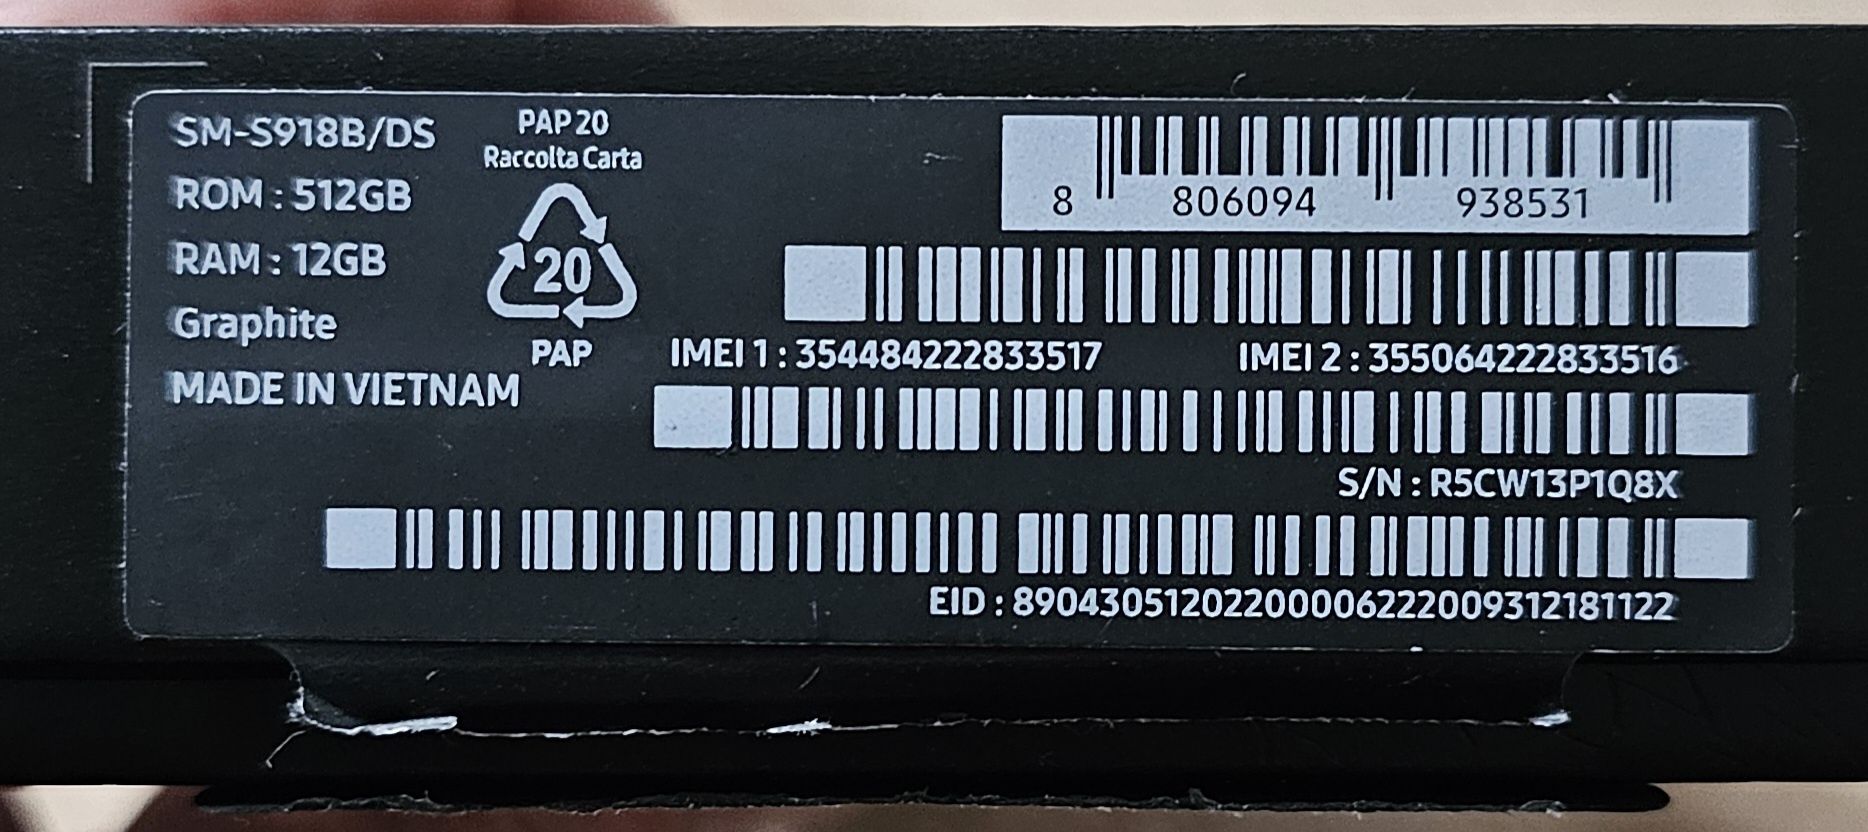 SM-S918B/DS
ROM : 512GB
RAM : 12GB
Graphite
MADE IN VIETNAM
PAP 20
Raccolta Carta
20
PAP
8 806094 938531
IMEI 1 : 354484222833517 IMEI 2 : 355064222833516
S/N : R5CW13P1Q8X
EID : 89043051202200006222009312181122